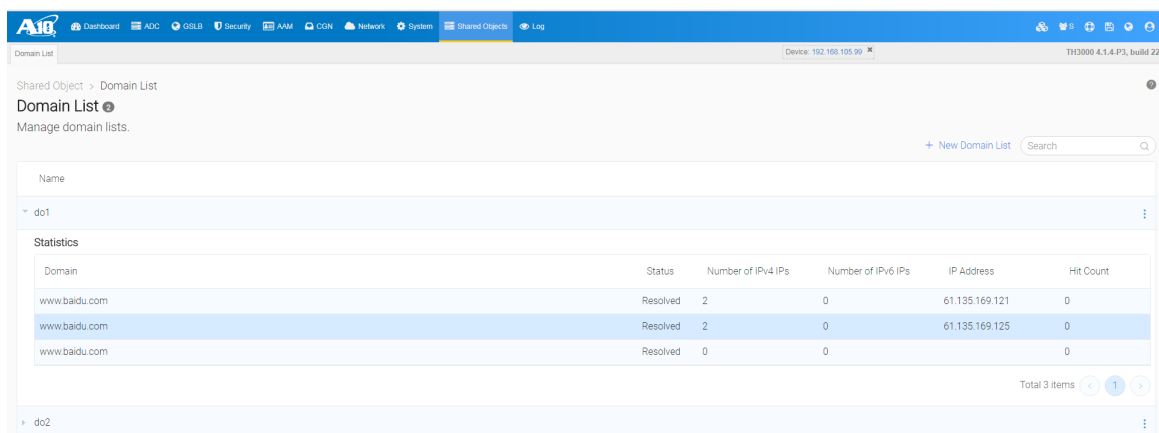 A10 Dashboard ADC GSLB Security AAM CGN Network System Shared Objects Log S
Domain List Device: 192.168.105.99 ✖ TH3000 4.1.4-P3, build 22
Shared Object > Domain List ?
Domain List 2
Manage domain lists.
+ New Domain List Search
Name
do1
Statistics
Domain Status Number of IPv4 IPs Number of IPv6 IPs IP Address Hit Count
www.baidu.com Resolved 2 0 61.135.169.121 0
www.baidu.com Resolved 2 0 61.135.169.125 0
www.baidu.com Resolved 0 0 0
Total 3 items < 1 >
do2